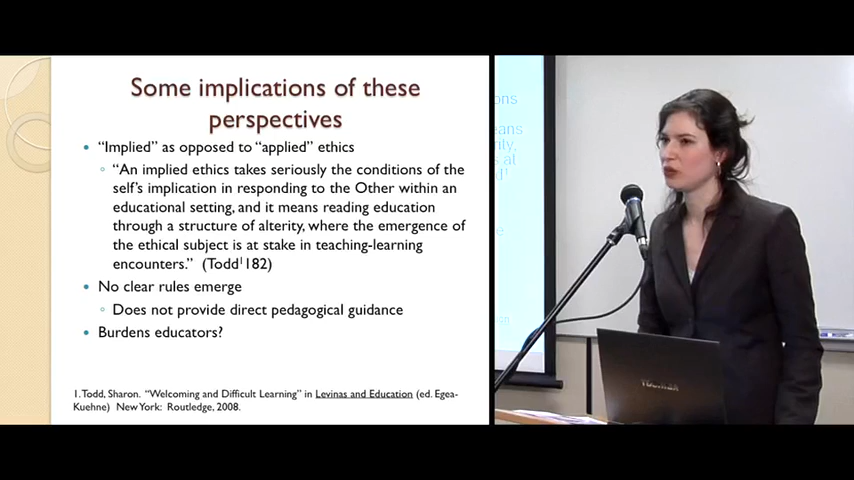 Some implications of these
perspectives
“Implied” as opposed to “applied” ethics
“An implied ethics takes seriously the conditions of the
self’s implication in responding to the Other within an
educational setting, and it means reading education
through a structure of alterity, where the emergence of
the ethical subject is at stake in teaching-learning
encounters.” (Todd¹182)
No clear rules emerge
Does not provide direct pedagogical guidance
Burdens educators?
1. Todd, Sharon. “Welcoming and Difficult Learning” in Levinas and Education (ed. Egea-
Kuehne) New York: Routledge, 2008.
ons
eans
s at
TOSHIBA